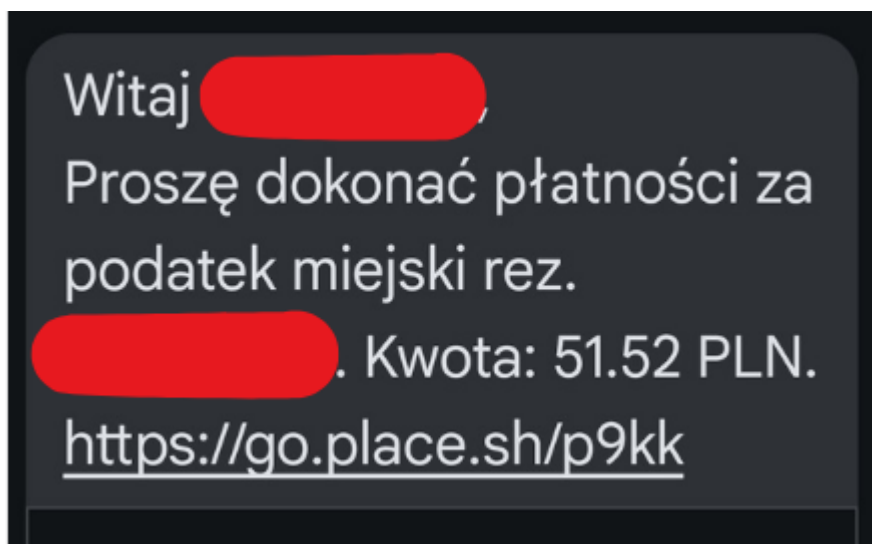 Witaj ,
Proszę dokonać płatności za
podatek miejski rez.
. Kwota: 51.52 PLN.
https://go.place.sh/p9kk